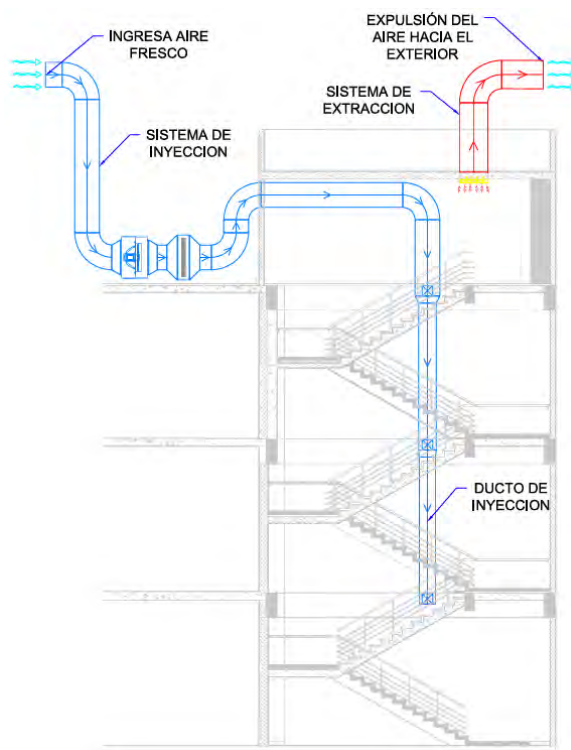 INGRESA AIRE
FRESCO
EXPULSIÓN DEL
AIRE HACIA EL
EXTERIOR
SISTEMA DE
EXTRACCION
SISTEMA DE
INYECCION
DUCTO DE
INYECCION